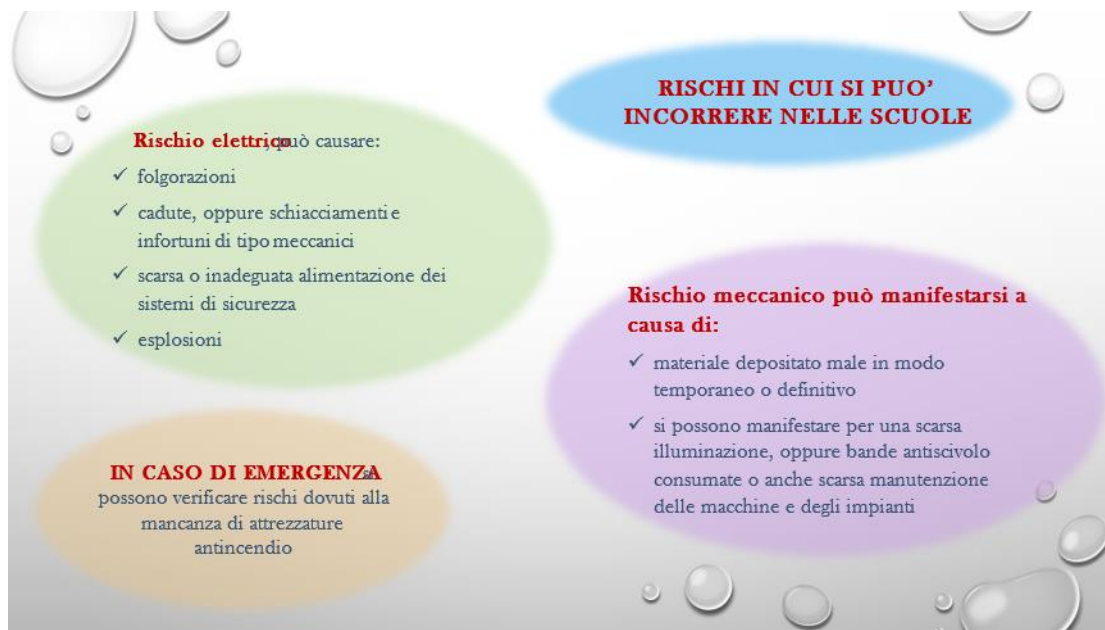 RISCHI IN CUI SI PUO’
INCORRERE NELLE SCUOLE
Rischio elettrico, può causare:
✓ folgorazioni
✓ cadute, oppure schiacciamenti e
infortuni di tipo meccanici
✓ scarsa o inadeguata alimentazione dei
sistemi di sicurezza
✓ esplosioni
Rischio meccanico può manifestarsi a
causa di:
✓ materiale depositato male in modo
temporaneo o definitivo
✓ si possono manifestare per una scarsa
illuminazione, oppure bande antiscivolo
consumate o anche scarsa manutenzione
delle macchine e degli impianti
IN CASO DI EMERGENZA si
possono verificare rischi dovuti alla
mancanza di attrezzature
antincendio